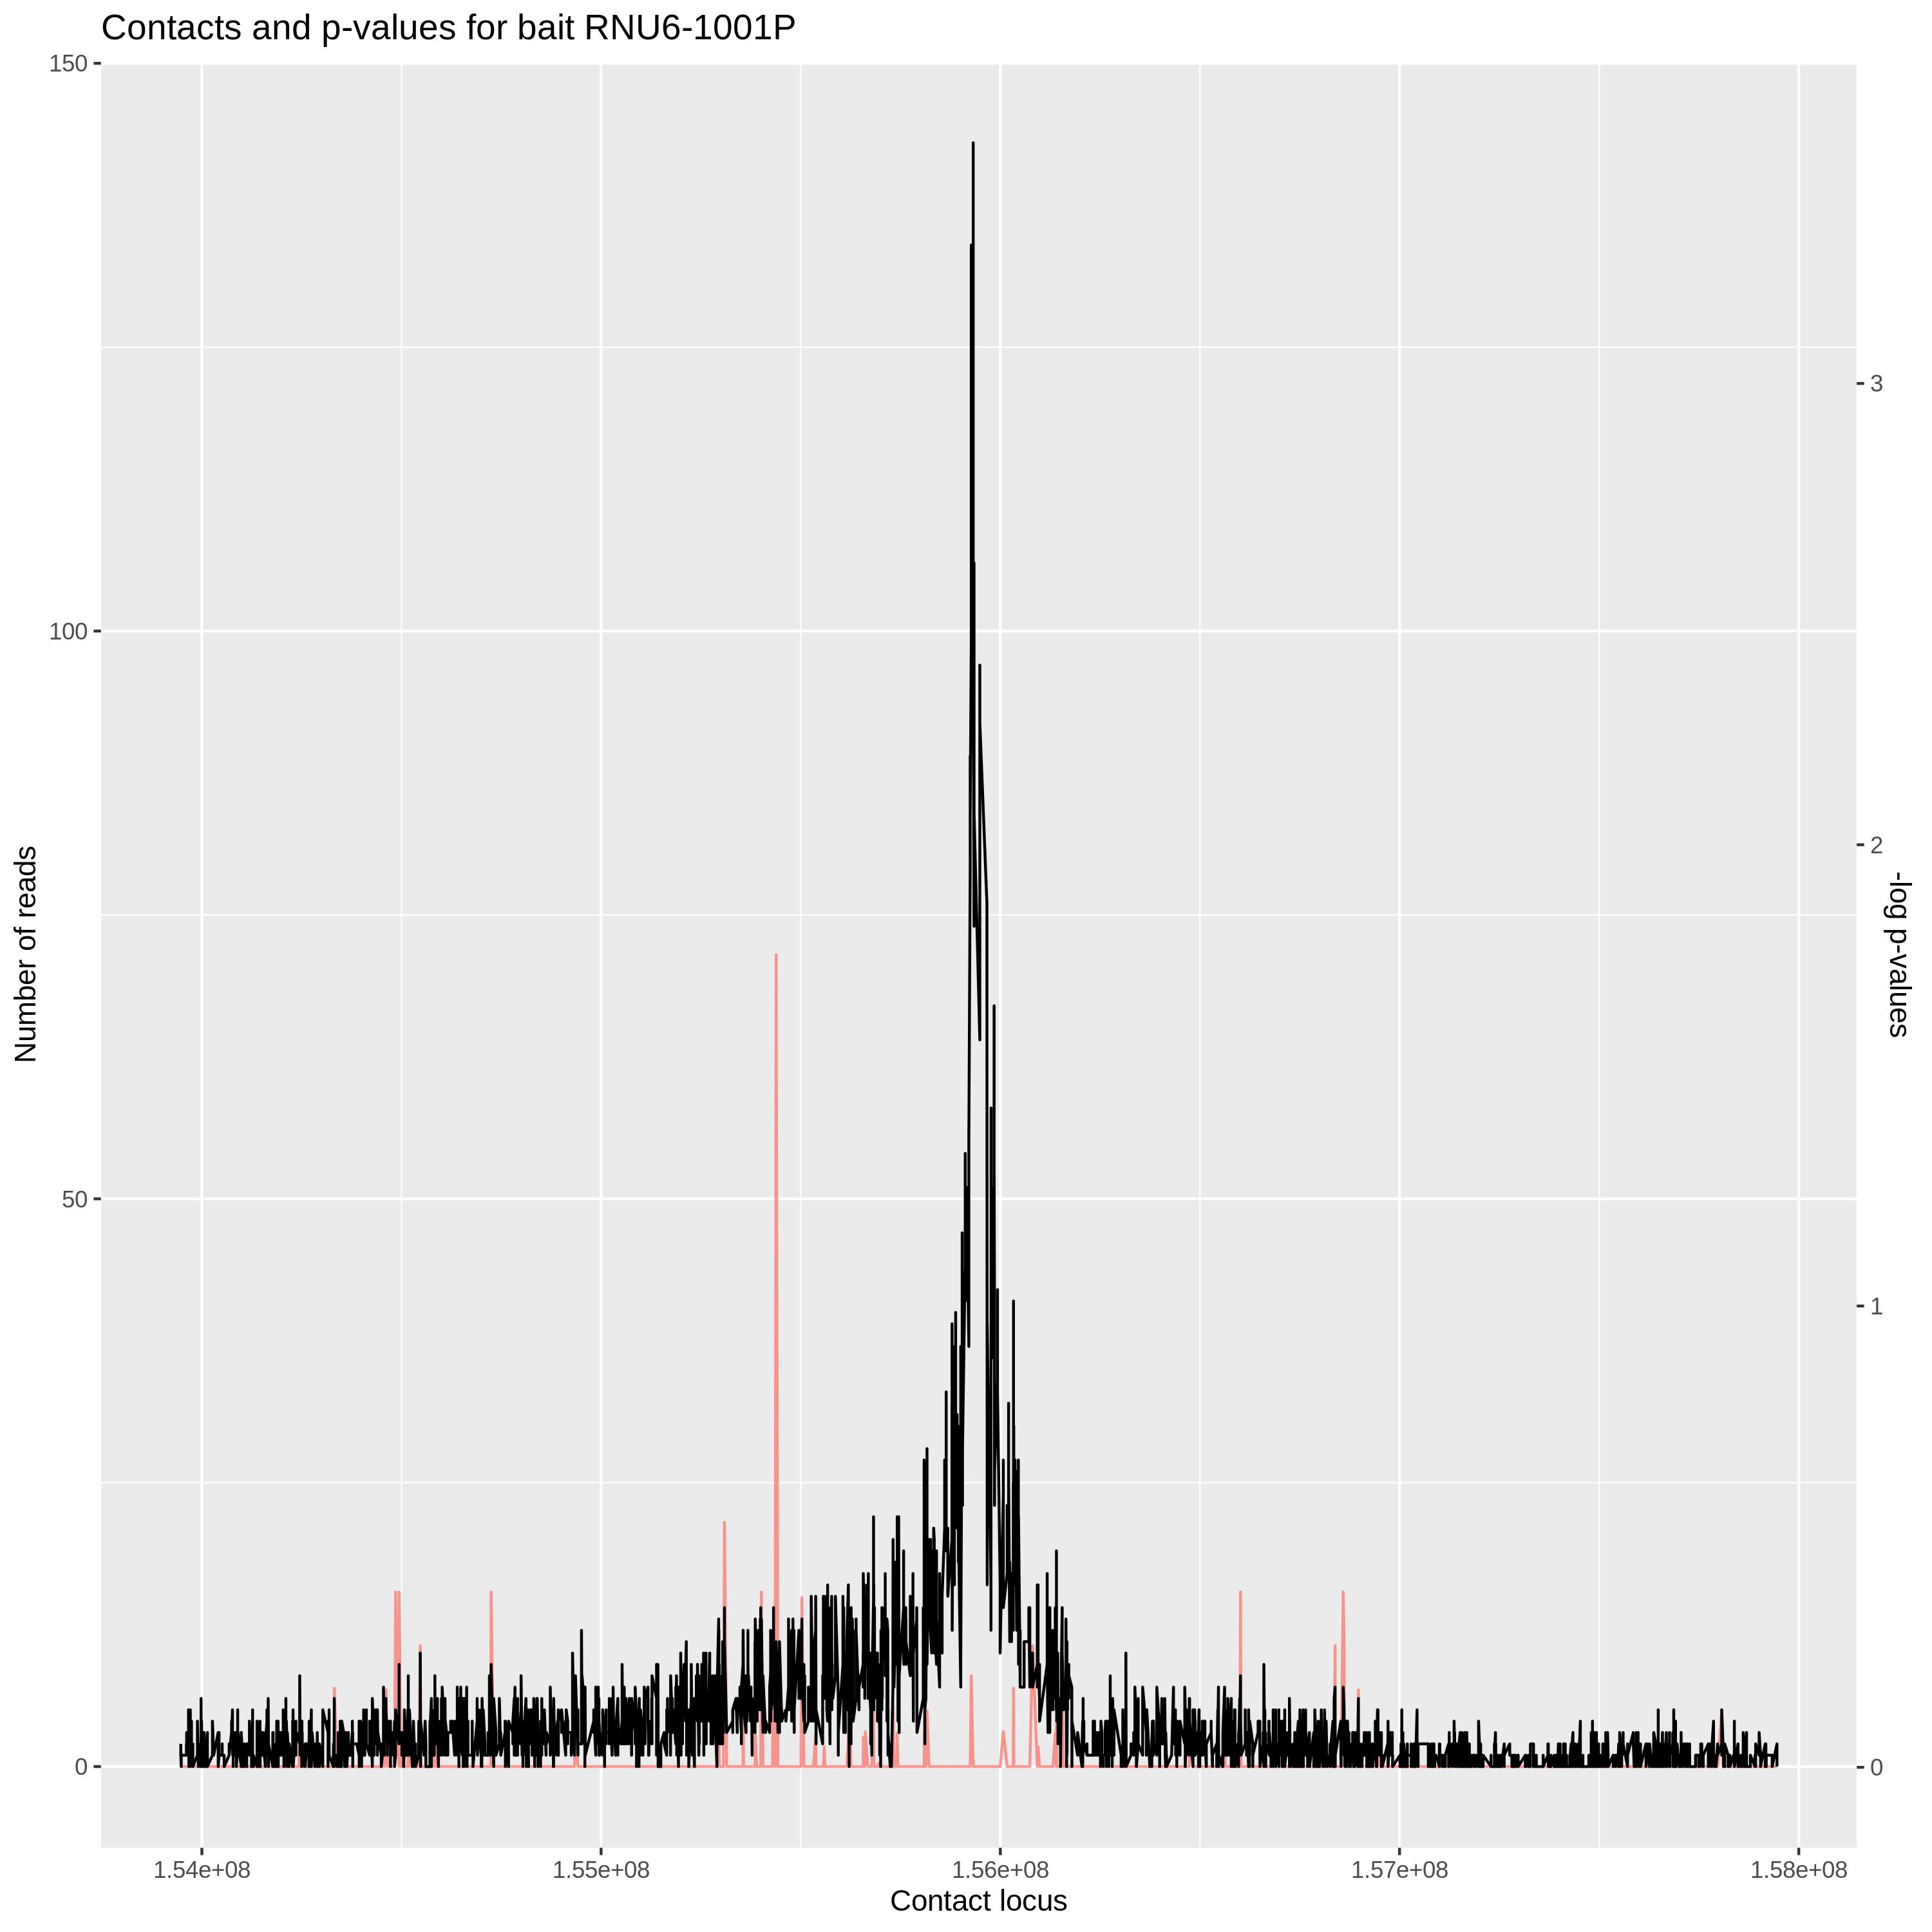 Contacts and p-values for bait RNU6-1001P
150
100
50
0
Number of reads
3
2
1
0
-log p-values
1.54e+08
1.55e+08
1.56e+08
1.57e+08
1.58e+08
Contact locus